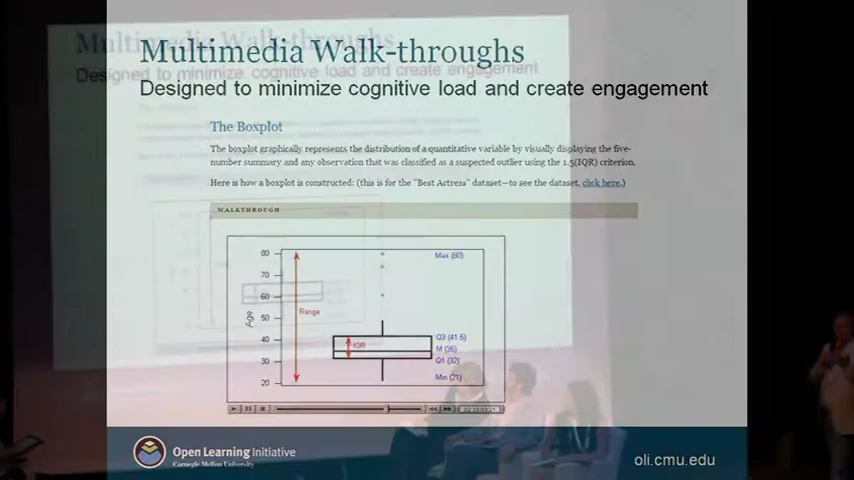 Multimedia Walk-throughs
Designed to minimize cognitive load and create engagement
The Boxplot
The boxplot graphically represents the distribution of a quantitative variable by visually displaying the five-
number summary and any observation that was classified as a suspected outlier using the 1.5(IQR) criterion.
Here is how a boxplot is constructed: (this is for the "Best Actress" dataset—to see the dataset, click here.)
WALKTHROUGH
80
70
60
50
40
30
20
Age
Range
IQR
Max (80)
Q3 (41.5)
M (35)
Q1 (32)
Min (21)
Open Learning Initiative
Carnegie Mellon University
oli.cmu.edu